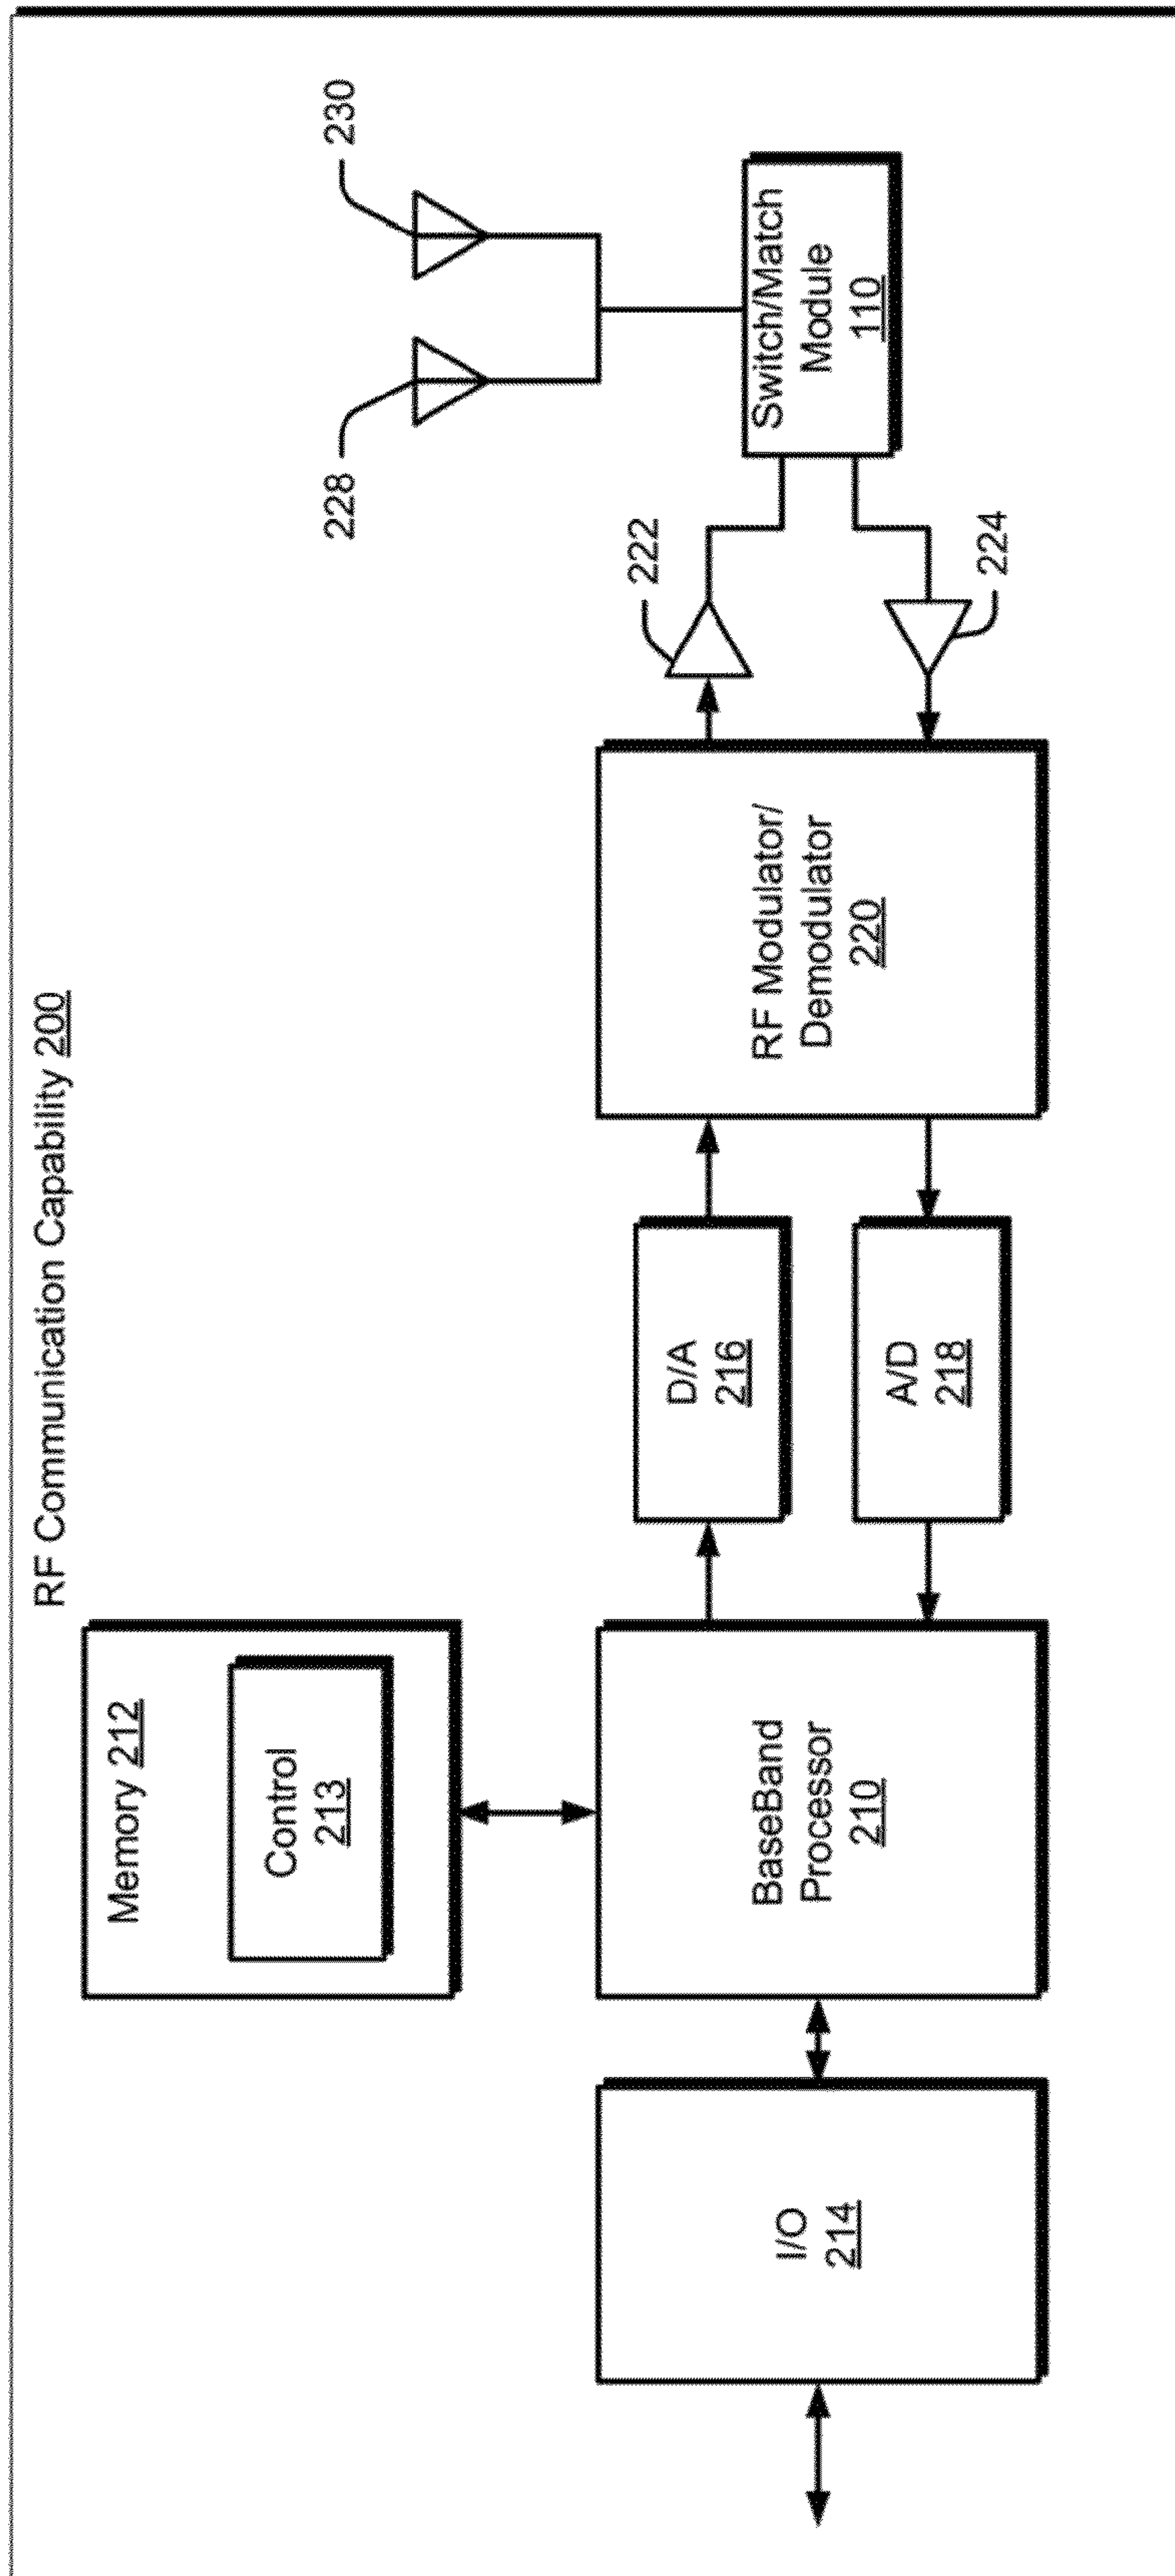 RF Communication Capability 200
Memory 212
Control
213
228
230
I/O
214
BaseBand
Processor
210
D/A
216
A/D
218
RF Modulator/
Demodulator
220
222
224
Switch/Match
Module
110